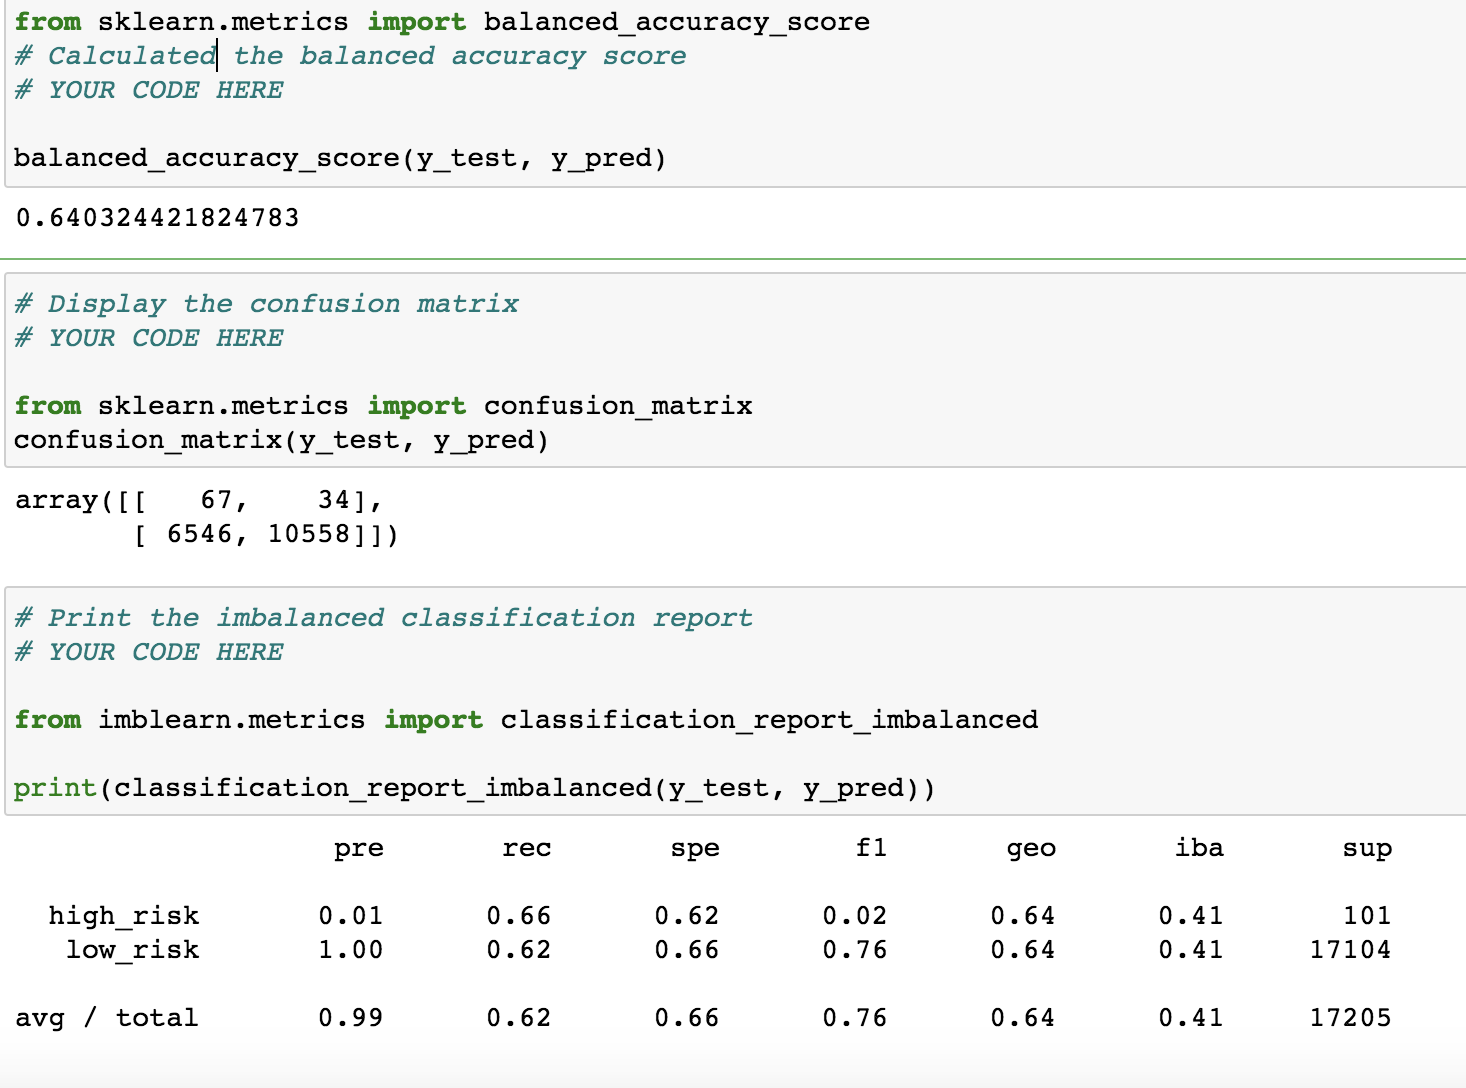 from sklearn.metrics import balanced_accuracy_score
# Calculated the balanced accuracy score
# YOUR CODE HERE
balanced_accuracy_score(y_test, y_pred)
0.640324421824783
# Display the confusion matrix
# YOUR CODE HERE
from sklearn.metrics import confusion_matrix
confusion_matrix(y_test, y_pred)
array([[   67,    34],
       [ 6546, 10558]])
# Print the imbalanced classification report
# YOUR CODE HERE
from imblearn.metrics import classification_report_imbalanced
print(classification_report_imbalanced(y_test, y_pred))
                   pre       rec       spe        f1       geo       iba       sup
  high_risk       0.01      0.66      0.62      0.02      0.64      0.41       101
   low_risk       1.00      0.62      0.66      0.76      0.64      0.41     17104
avg / total       0.99      0.62      0.66      0.76      0.64      0.41     17205